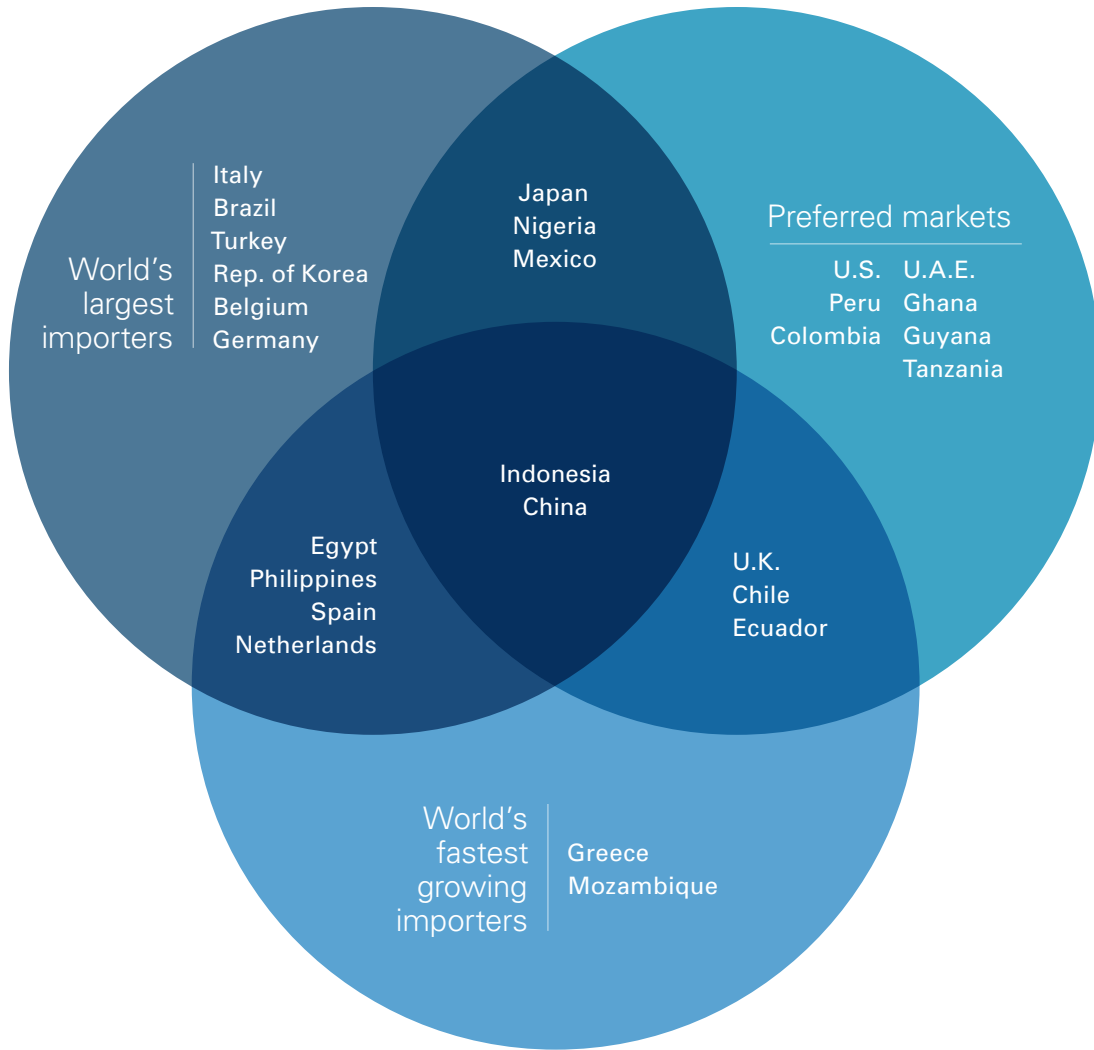 World's
largest
importers
Italy
Brazil
Turkey
Rep. of Korea
Belgium
Germany
Japan
Nigeria
Mexico
Preferred markets
U.S.
Peru
Colombia
U.A.E.
Ghana
Guyana
Tanzania
Indonesia
China
Egypt
Philippines
Spain
Netherlands
U.K.
Chile
Ecuador
World's
fastest
growing
importers
Greece
Mozambique